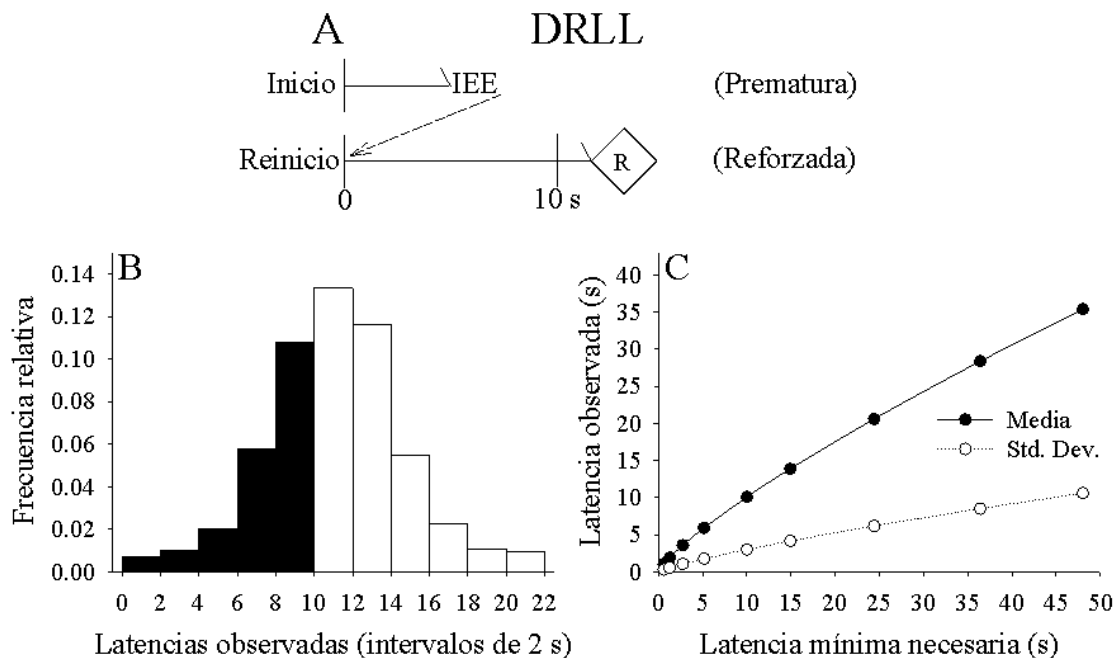 A DRLL
Inicio IEE (Prematura)
Reinicio R (Reforzada)
0 10 s
B
Frecuencia relativa
0.14
0.12
0.10
0.08
0.06
0.04
0.02
0.00
0 2 4 6 8 10 12 14 16 18 20 22
Latencias observadas (intervalos de 2 s)
C
Latencia observada (s)
40
35
30
25
20
15
10
5
0
Media
Std. Dev.
0 5 10 15 20 25 30 35 40 45 50
Latencia mínima necesaria (s)